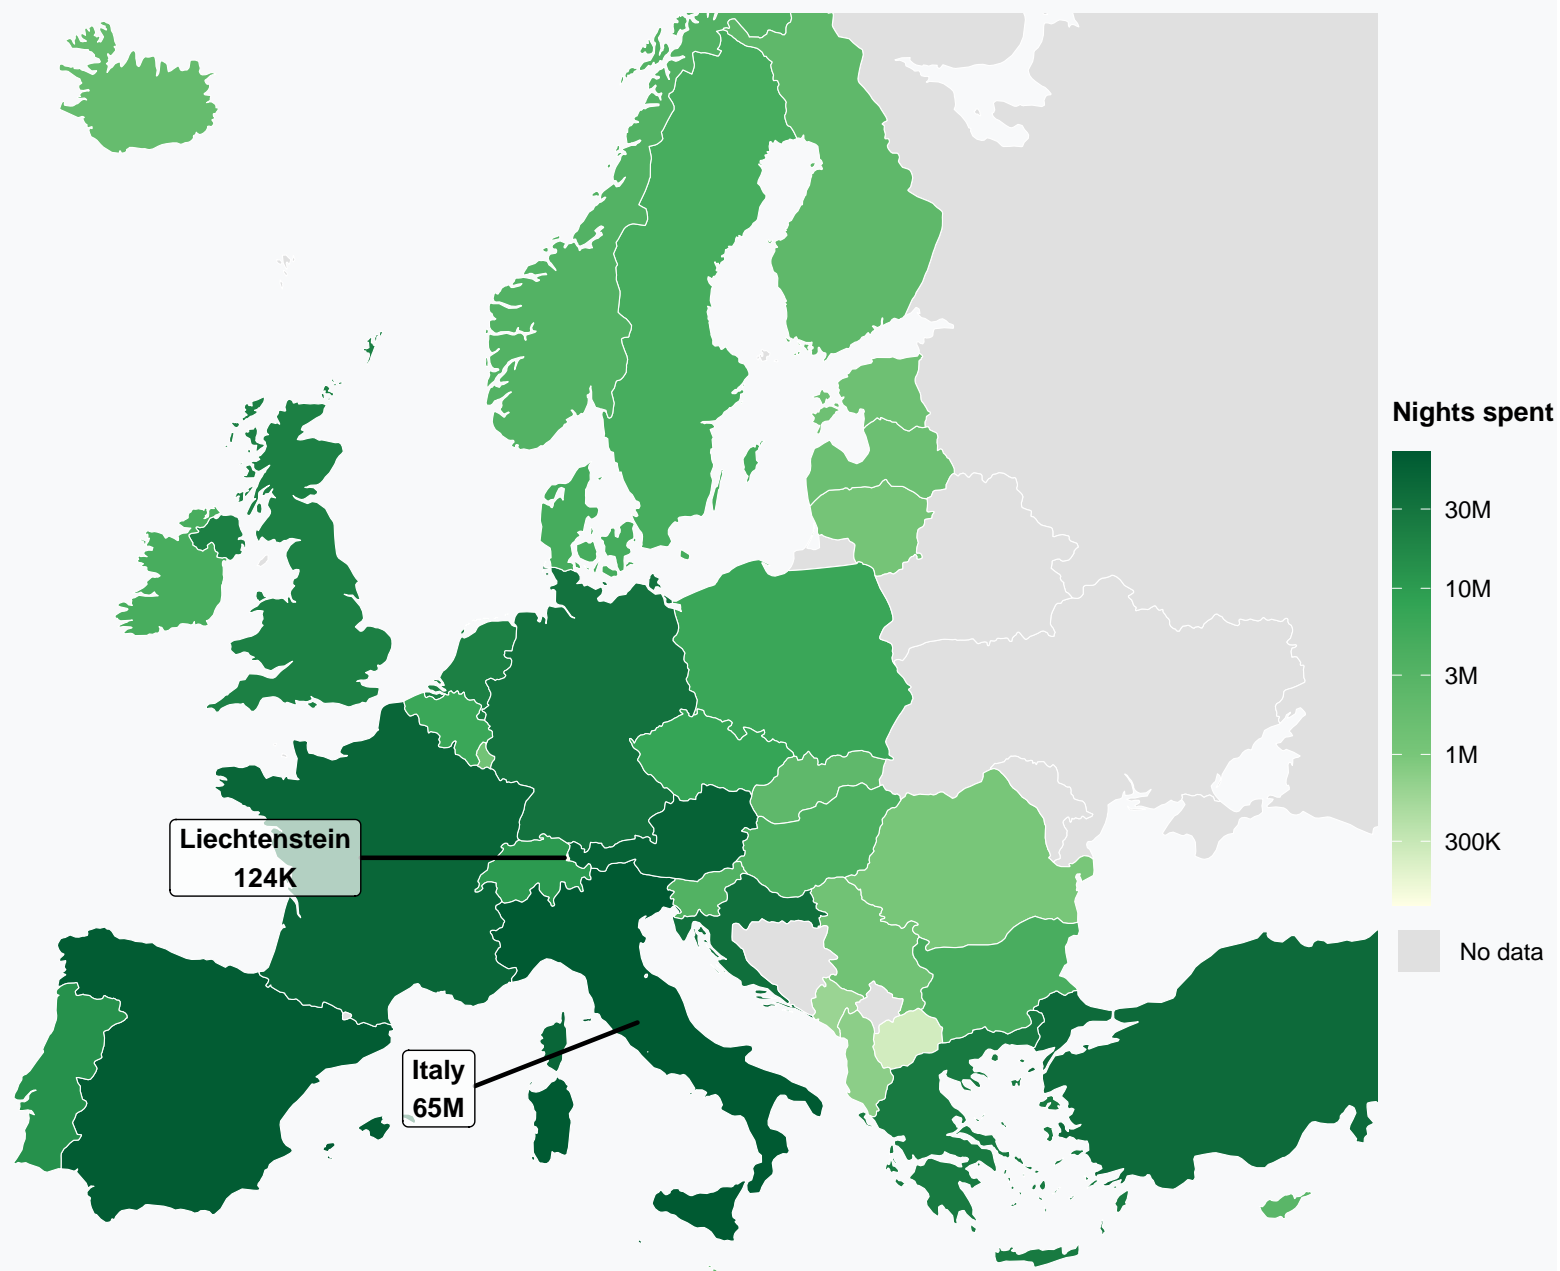 Nights spent
30M
10M
3M
1M
300K
No data
Liechtenstein
124K
Italy
65M